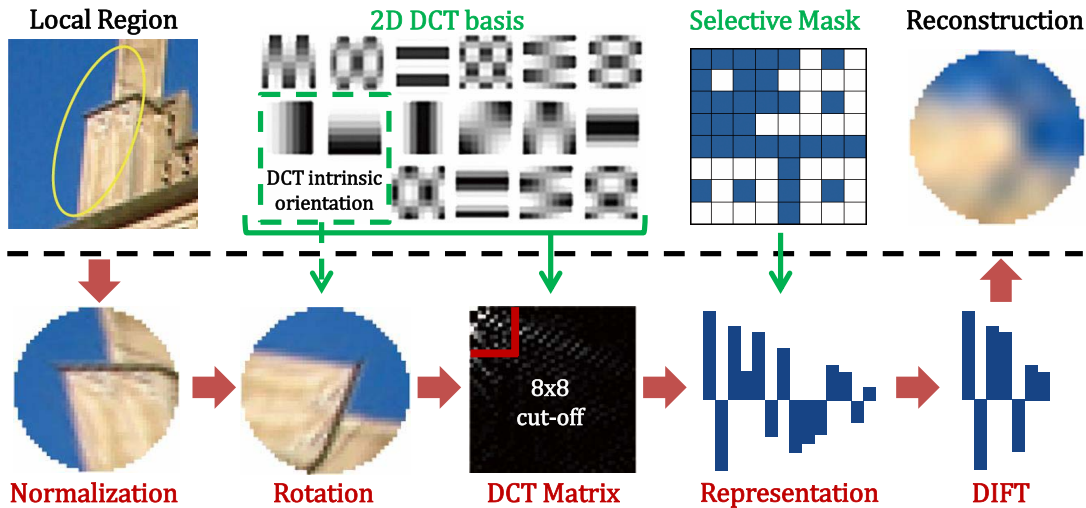 Local Region
2D DCT basis
Selective Mask
Reconstruction
DCT intrinsic
orientation
8x8
cut-off
Normalization
Rotation
DCT Matrix
Representation
DIFT